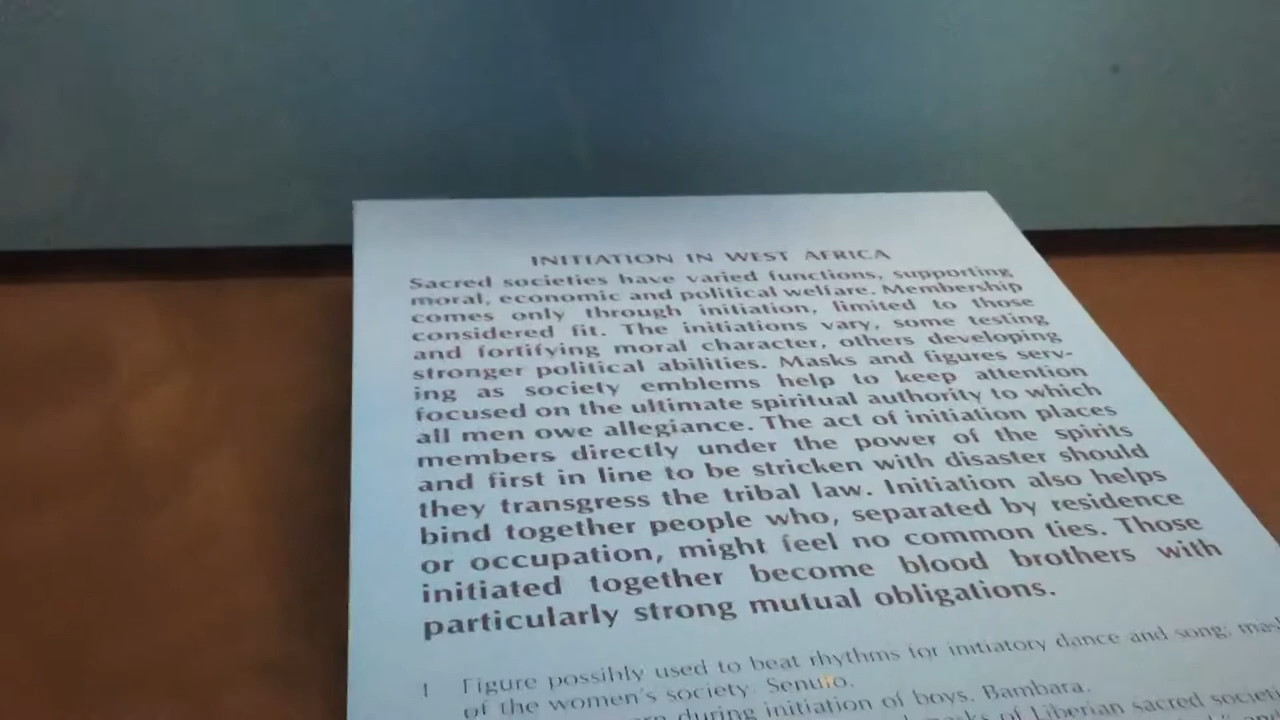 INITIATION IN WEST AFRICA
Sacred societies have varied functions, supporting
moral, economic and political welfare. Membership
comes only through initiation, limited to those
considered fit. The initiations vary, some testing
and fortifying moral character, others developing
stronger political abilities. Masks and figures serv-
ing as society emblems help to keep attention
focused on the ultimate spiritual authority to which
all men owe allegiance. The act of initiation places
members directly under the power of the spirits
and first in line to be stricken with disaster should
they transgress the tribal law. Initiation also helps
bind together people who, separated by residence
or occupation, might feel no common ties. Those
initiated together become blood brothers with
particularly strong mutual obligations.
1 Figure possibly used to beat rhythms for initiatory dance and song;
of the women's society. Senufo.
during initiation of boys. Bambara.
of Liberian sacred